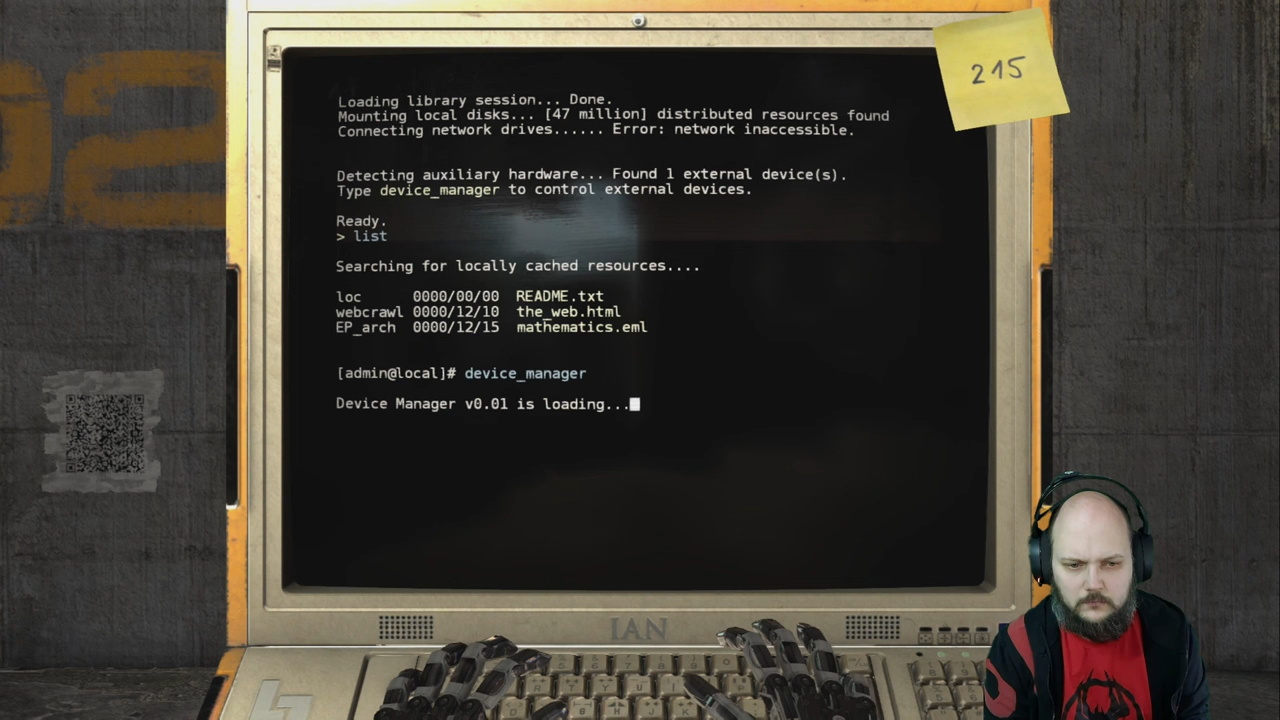 02
215
Loading library session... Done.
Mounting local disks... [47 million] distributed resources found
Connecting network drives...... Error: network inaccessible.
Detecting auxiliary hardware... Found 1 external device(s).
Type device_manager to control external devices.
Ready.
> list
Searching for locally cached resources....
loc 0000/00/00 README.txt
webcrawl 0000/12/10 the_web.html
EP_arch 0000/12/15 mathematics.eml
[admin@local]# device_manager
Device Manager v0.01 is loading...
IAN